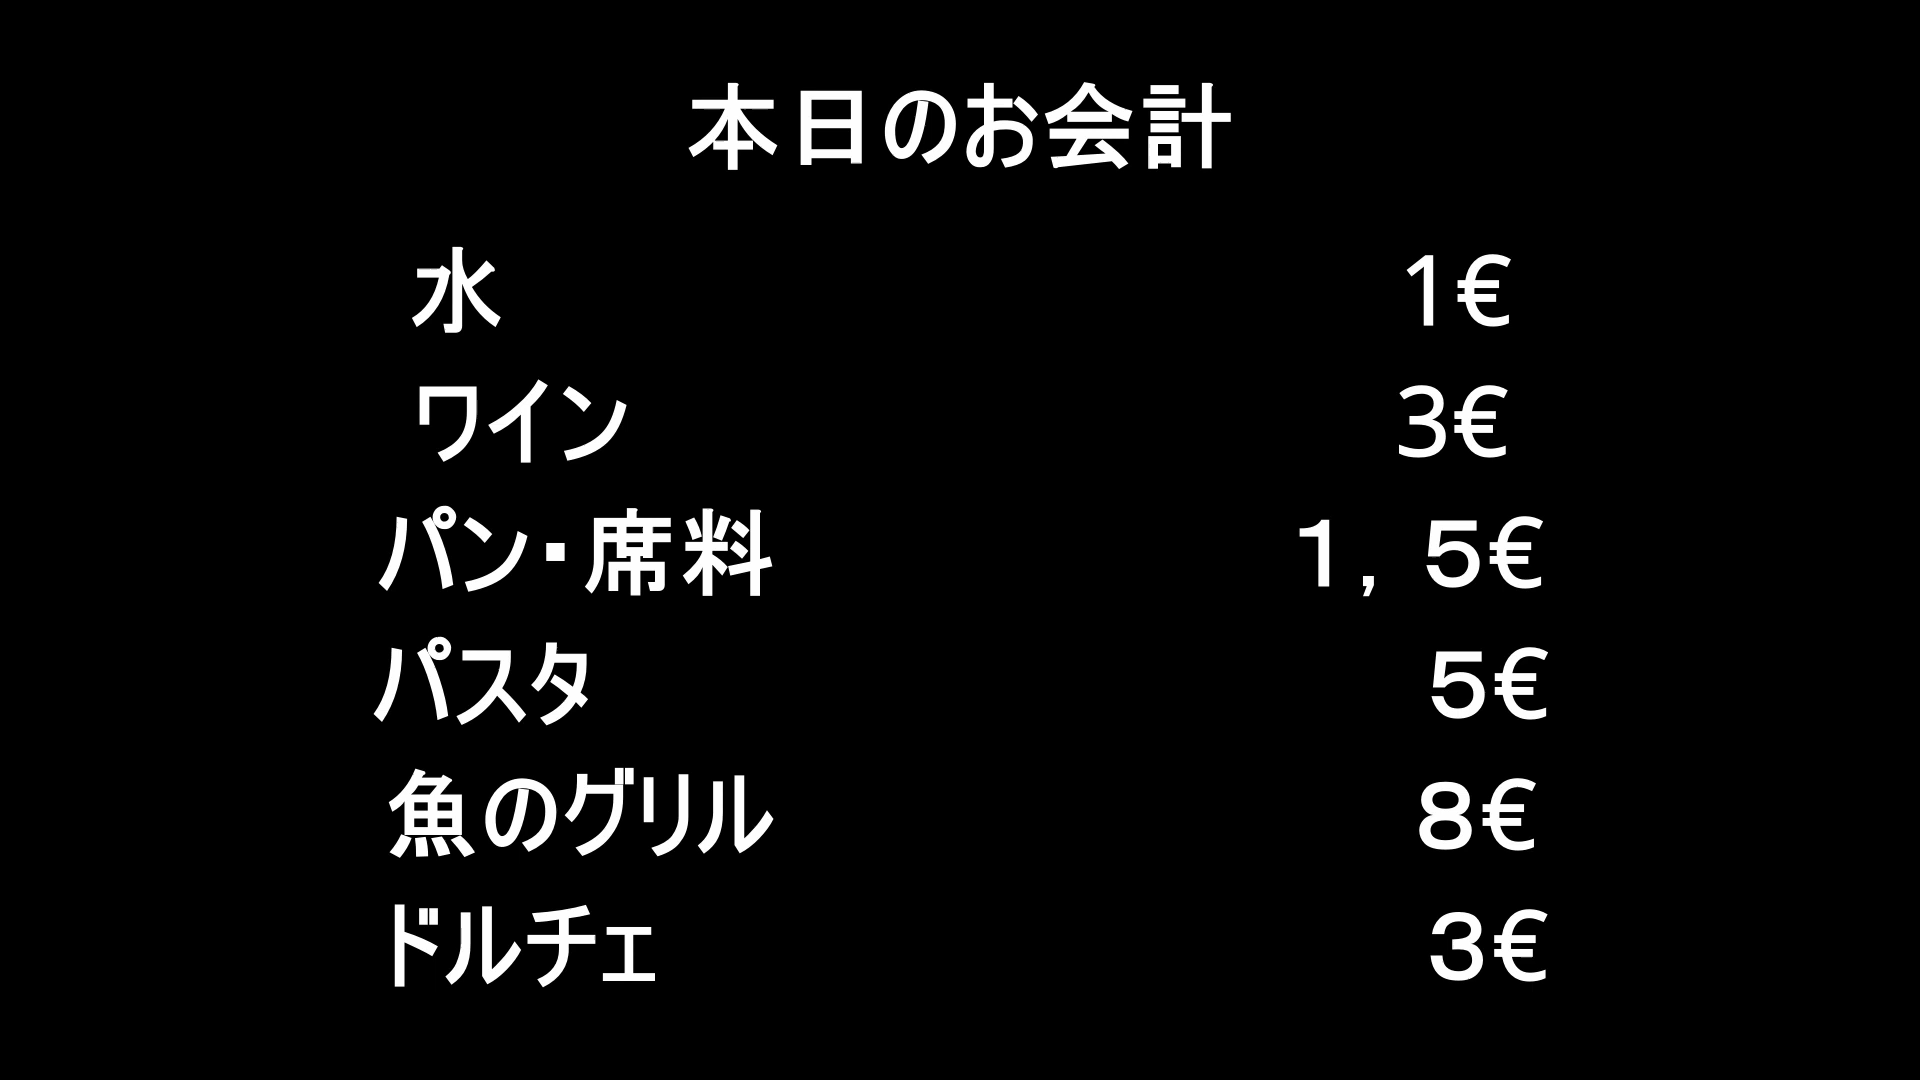 本日のお会計
水 1€
ワイン 3€
パン・席料 1,5€
パスタ 5€
魚のグリル 8€
ドルチェ 3€